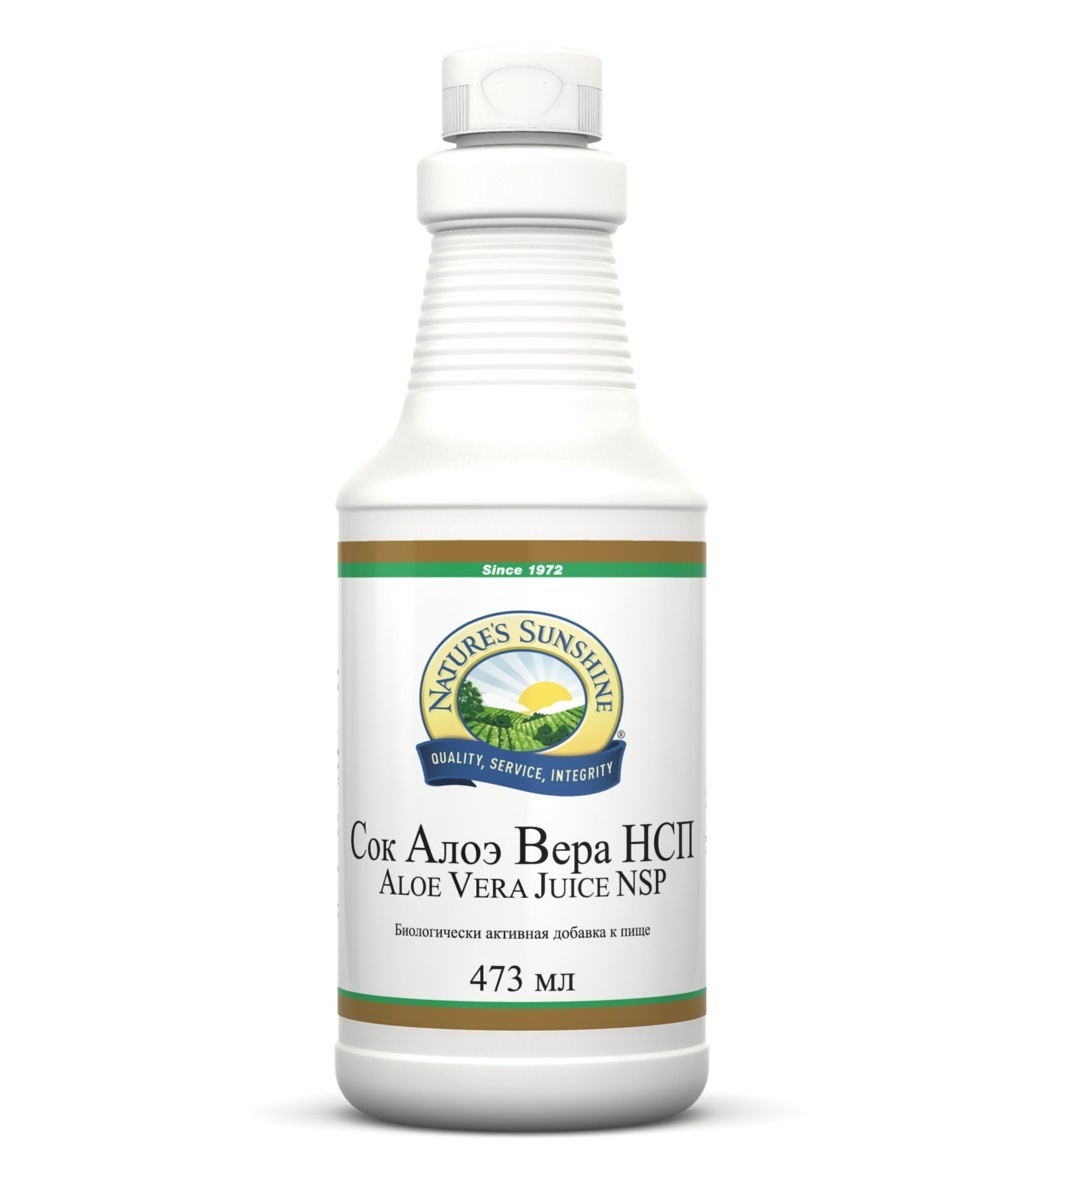 Since 1972
NATURE'S SUNSHINE
®
QUALITY, SERVICE, INTEGRITY
Сок Алоэ Вера НСП
ALOE VERA JUICE NSP
Биологически активная добавка к пище
473 мл